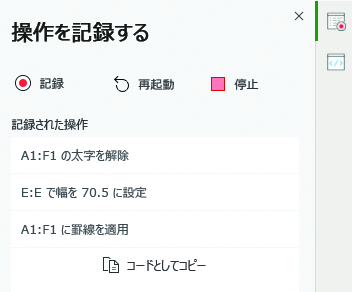 操作を記録する
記録 再起動 停止
記録された操作
A1:F1 の太字を解除
E:E で幅を 70.5 に設定
A1:F1 に罫線を適用
コードとしてコピー